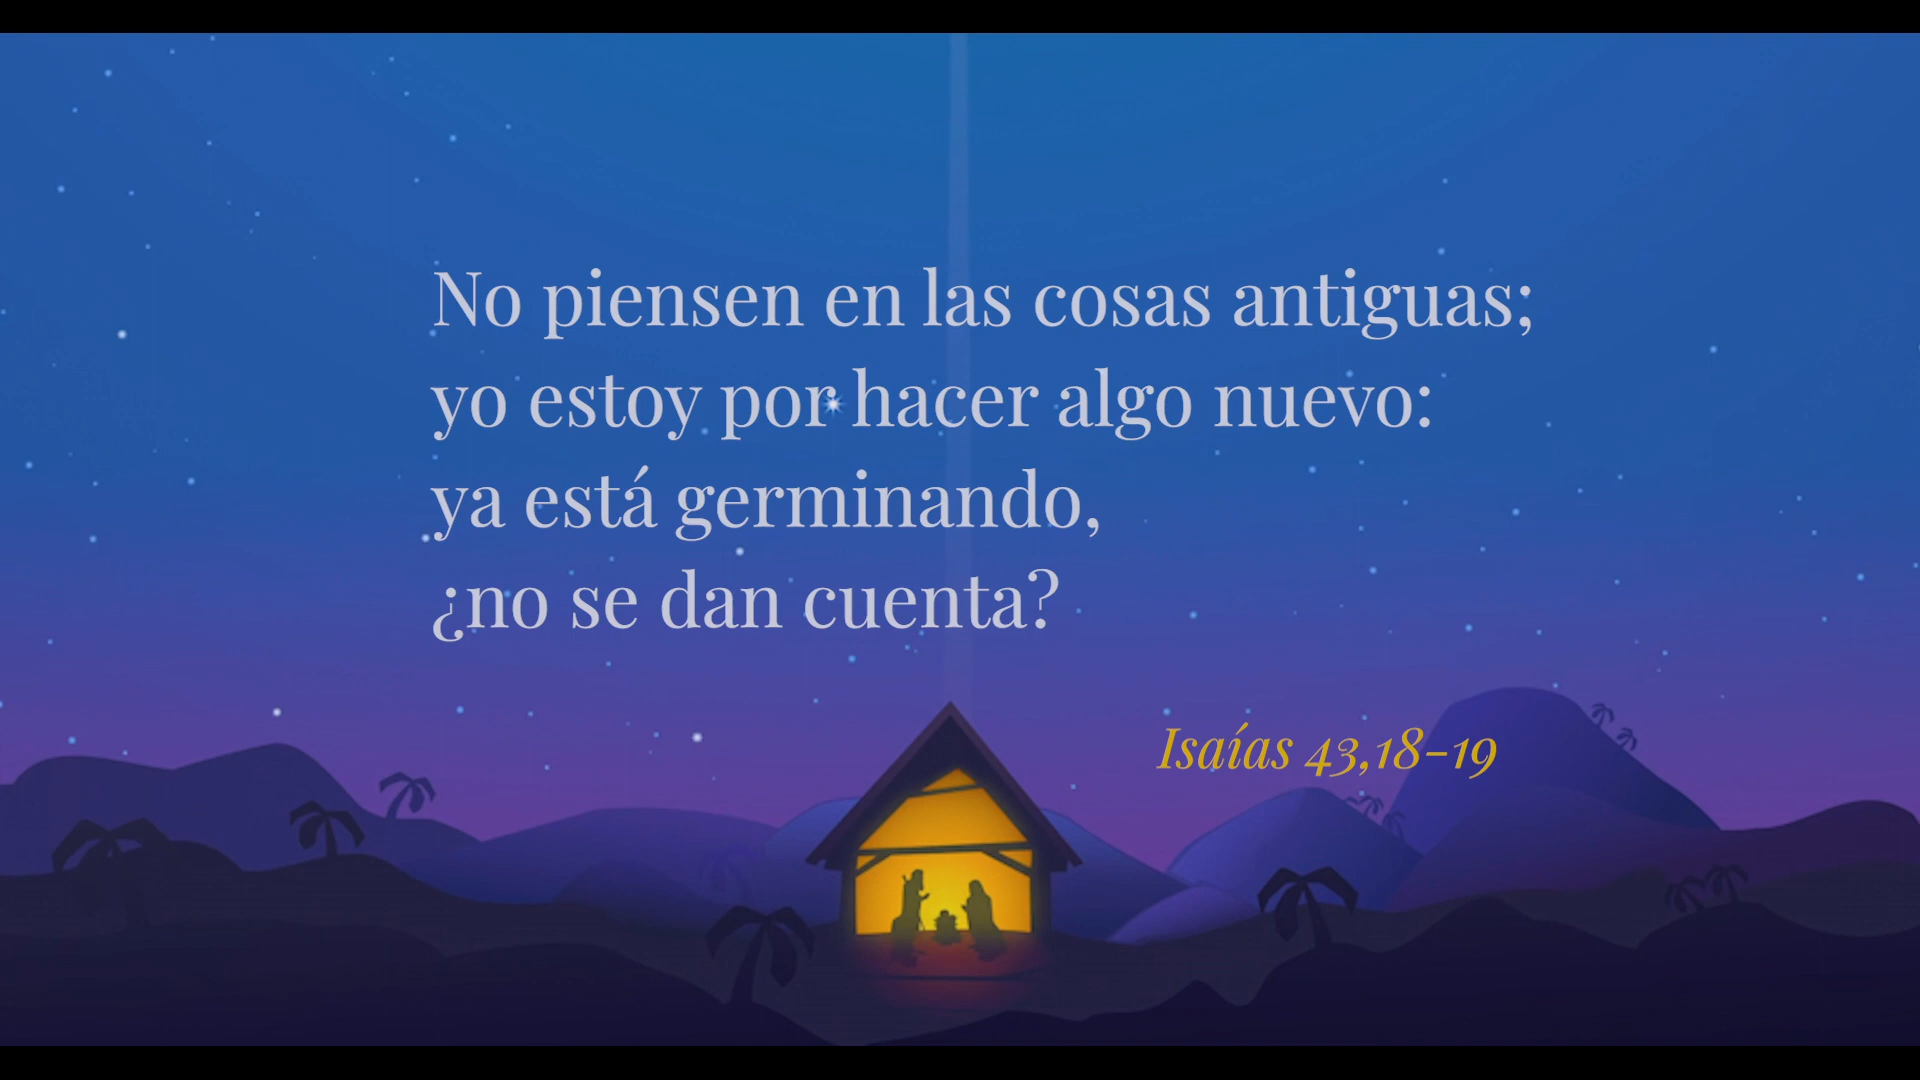 No piensen en las cosas antiguas;
yo estoy por hacer algo nuevo:
ya está germinando,
¿no se dan cuenta?
Isaías 43,18-19